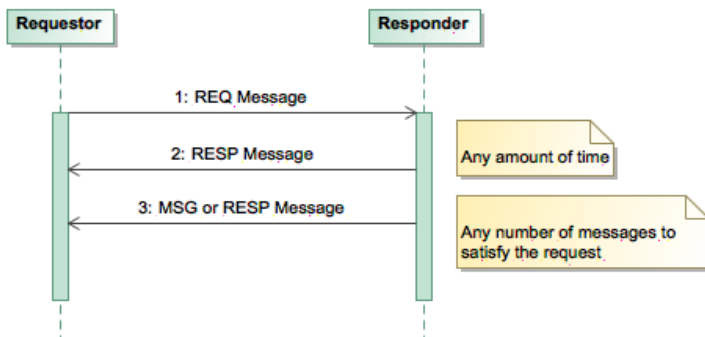 Requestor
Responder
1: REQ Message
2: RESP Message
Any amount of time
3: MSG or RESP Message
Any number of messages to
satisfy the request